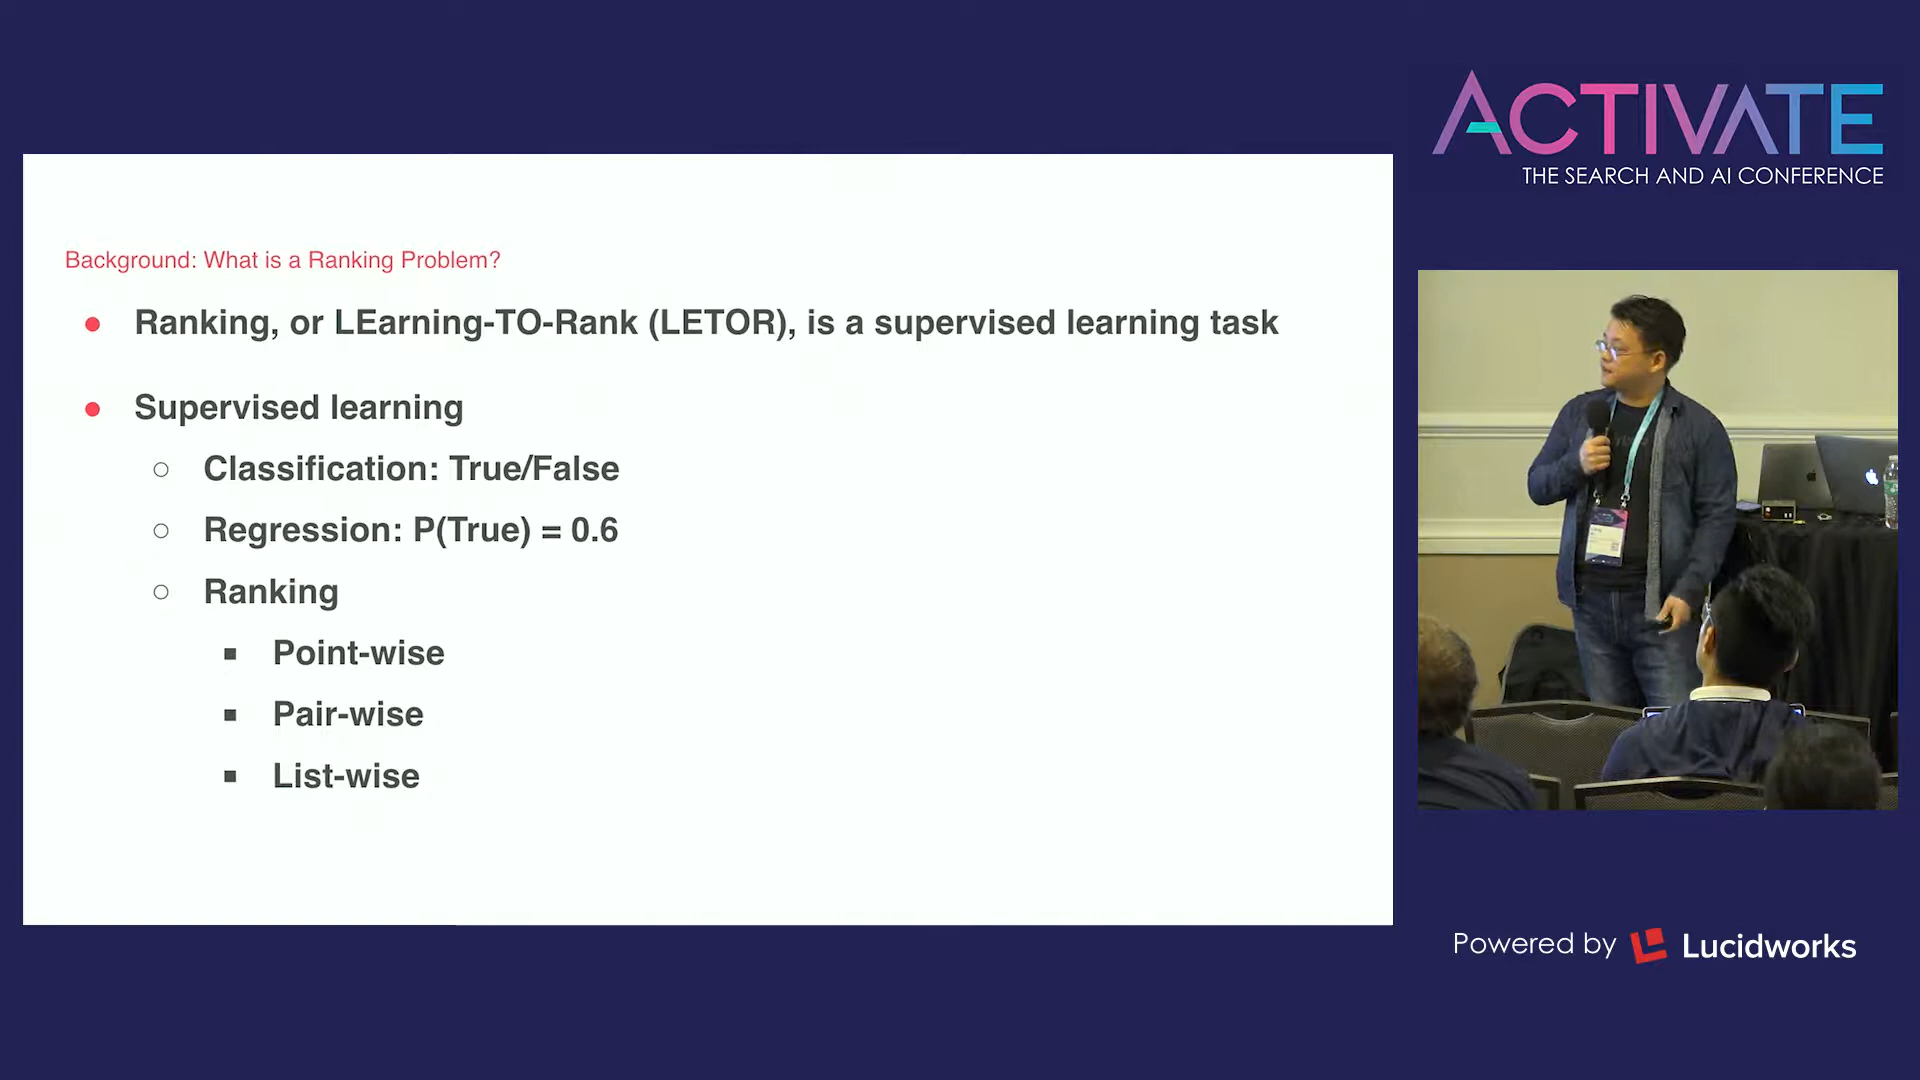 ACTIVATE
THE SEARCH AND AI CONFERENCE
Background: What is a Ranking Problem?
Ranking, or LEarning-TO-Rank (LETOR), is a supervised learning task
Supervised learning
Classification: True/False
Regression: P(True) = 0.6
Ranking
Point-wise
Pair-wise
List-wise
Powered by Lucidworks